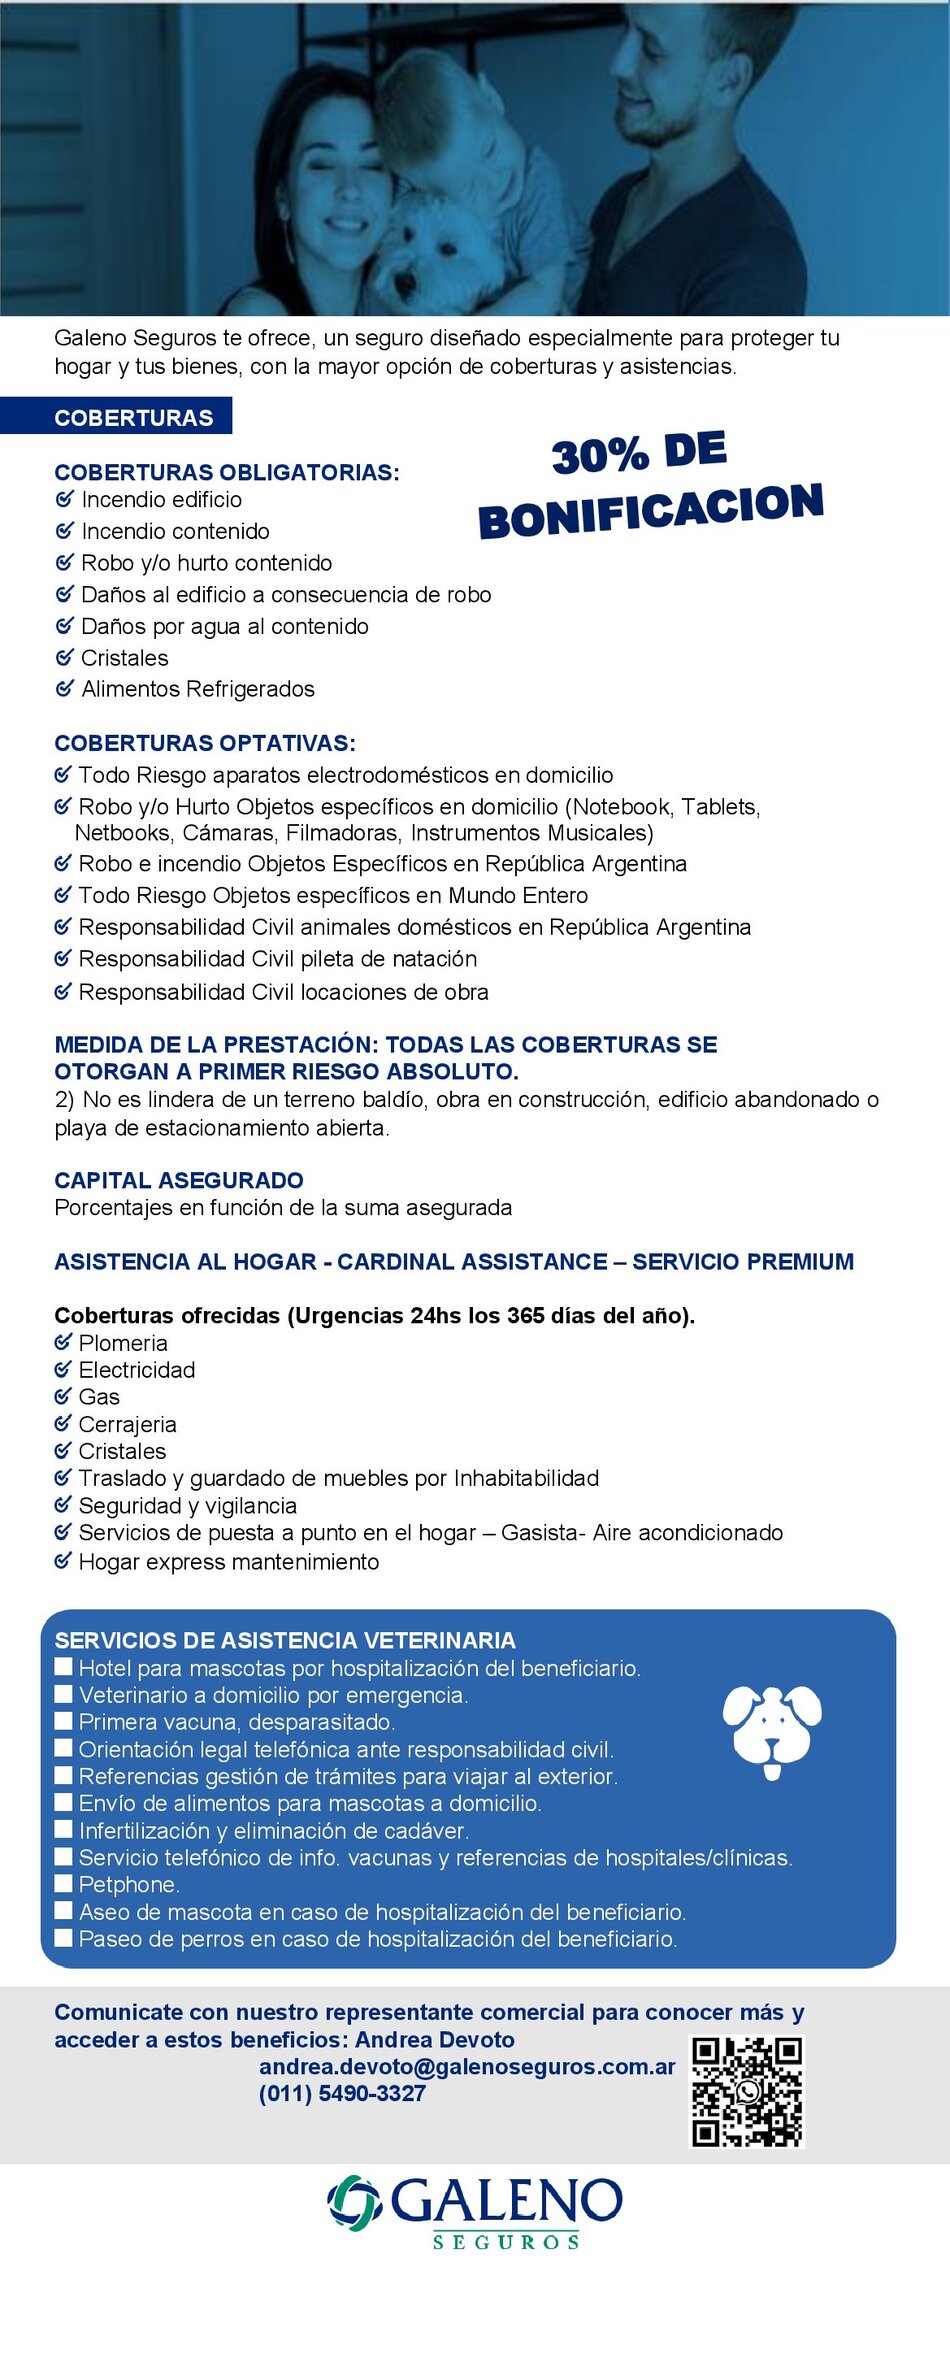 Galeno Seguros te ofrece, un seguro diseñado especialmente para proteger tu
hogar y tus bienes, con la mayor opción de coberturas y asistencias.
COBERTURAS
30% DE
BONIFICACION
COBERTURAS OBLIGATORIAS:
Incendio edificio
Incendio contenido
Robo y/o hurto contenido
Daños al edificio a consecuencia de robo
Daños por agua al contenido
Cristales
Alimentos Refrigerados
COBERTURAS OPTATIVAS:
Todo Riesgo aparatos electrodomésticos en domicilio
Robo y/o Hurto Objetos específicos en domicilio (Notebook, Tablets,
Netbooks, Cámaras, Filmadoras, Instrumentos Musicales)
Robo e incendio Objetos Específicos en República Argentina
Todo Riesgo Objetos específicos en Mundo Entero
Responsabilidad Civil animales domésticos en República Argentina
Responsabilidad Civil pileta de natación
Responsabilidad Civil locaciones de obra
MEDIDA DE LA PRESTACIÓN: TODAS LAS COBERTURAS SE
OTORGAN A PRIMER RIESGO ABSOLUTO.
2) No es lindera de un terreno baldío, obra en construcción, edificio abandonado o
playa de estacionamiento abierta.
CAPITAL ASEGURADO
Porcentajes en función de la suma asegurada
ASISTENCIA AL HOGAR - CARDINAL ASSISTANCE – SERVICIO PREMIUM
Coberturas ofrecidas (Urgencias 24hs los 365 días del año).
Plomeria
Electricidad
Gas
Cerrajeria
Cristales
Traslado y guardado de muebles por Inhabitabilidad
Seguridad y vigilancia
Servicios de puesta a punto en el hogar – Gasista- Aire acondicionado
Hogar express mantenimiento
SERVICIOS DE ASISTENCIA VETERINARIA
Hotel para mascotas por hospitalización del beneficiario.
Veterinario a domicilio por emergencia.
Primera vacuna, desparasitado.
Orientación legal telefónica ante responsabilidad civil.
Referencias gestión de trámites para viajar al exterior.
Envío de alimentos para mascotas a domicilio.
Infertilización y eliminación de cadáver.
Servicio telefónico de info. vacunas y referencias de hospitales/clínicas.
Petphone.
Aseo de mascota en caso de hospitalización del beneficiario.
Paseo de perros en caso de hospitalización del beneficiario.
Comunicate con nuestro representante comercial para conocer más y
acceder a estos beneficios: Andrea Devoto
andrea.devoto@galenoseguros.com.ar
(011) 5490-3327
GALENO
SEGUROS